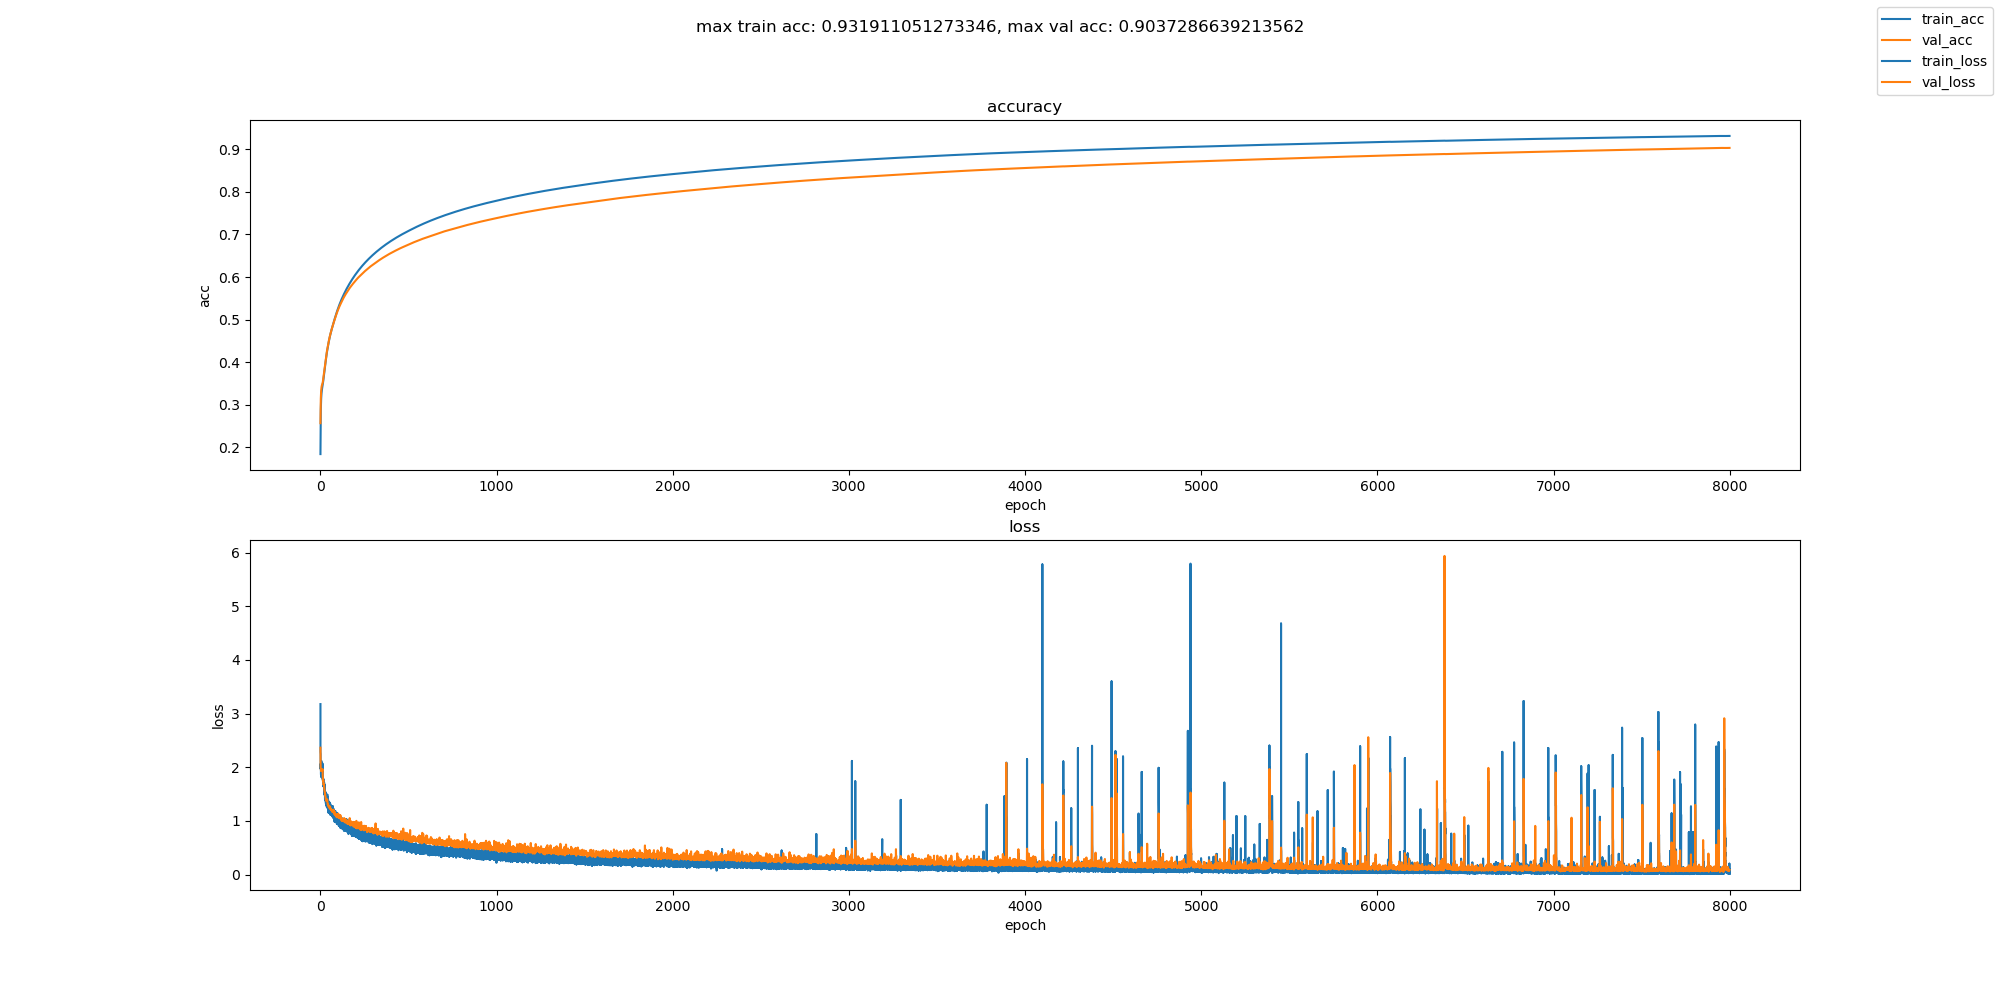 max train acc: 0.931911051273346, max val acc: 0.9037286639213562
train_acc
val_acc
train_loss
val_loss
accuracy
0.9
0.8
0.7
0.6
0.5
0.4
0.3
0.2
acc
0 1000 2000 3000 4000 5000 6000 7000 8000
epoch
loss
6
5
4
3
2
1
0
loss
0 1000 2000 3000 4000 5000 6000 7000 8000
epoch